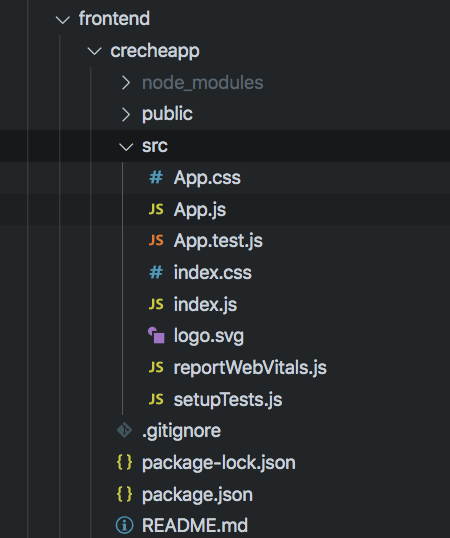 frontend
crecheapp
node_modules
public
src
# App.css
JS App.js
JS App.test.js
# index.css
JS index.js
logo.svg
JS reportWebVitals.js
JS setupTests.js
.gitignore
{} package-lock.json
{} package.json
README.md